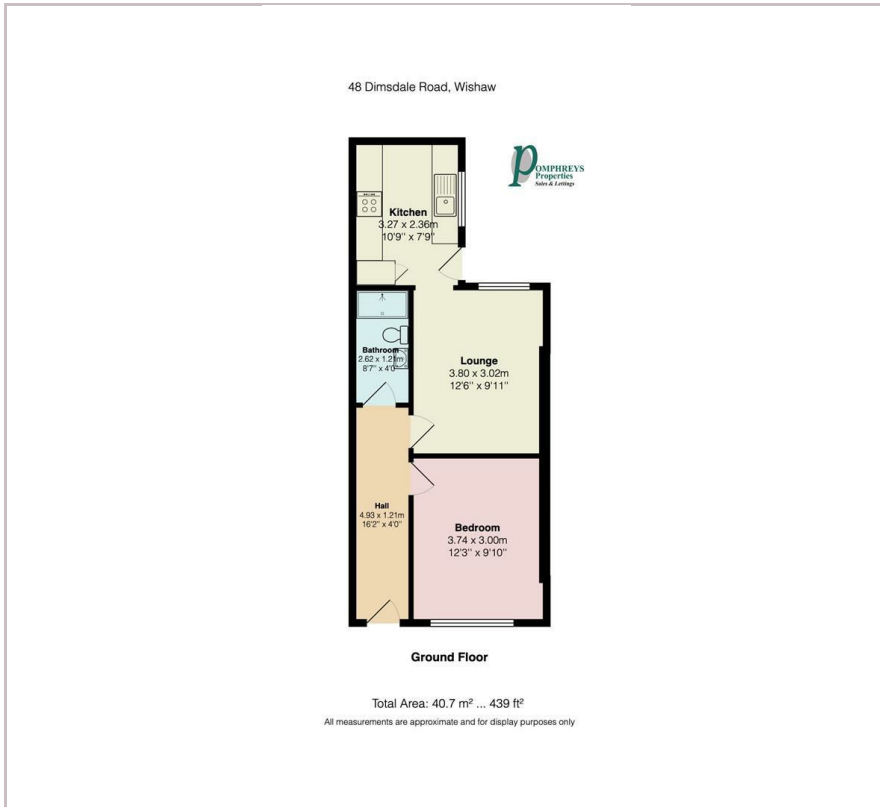 48 Dimsdale Road, Wishaw
pOMPHREYS
Properties
Sales & Lettings
Kitchen
3.27 x 2.36m
10'9'' x 7'9''
Bathroom
2.62 x 1.21m
8'7'' x 4'0''
Lounge
3.80 x 3.02m
12'6'' x 9'11''
Hall
4.93 x 1.21m
16'2'' x 4'0''
Bedroom
3.74 x 3.00m
12'3'' x 9'10''
Ground Floor
Total Area: 40.7 m² ... 439 ft²
All measurements are approximate and for display purposes only